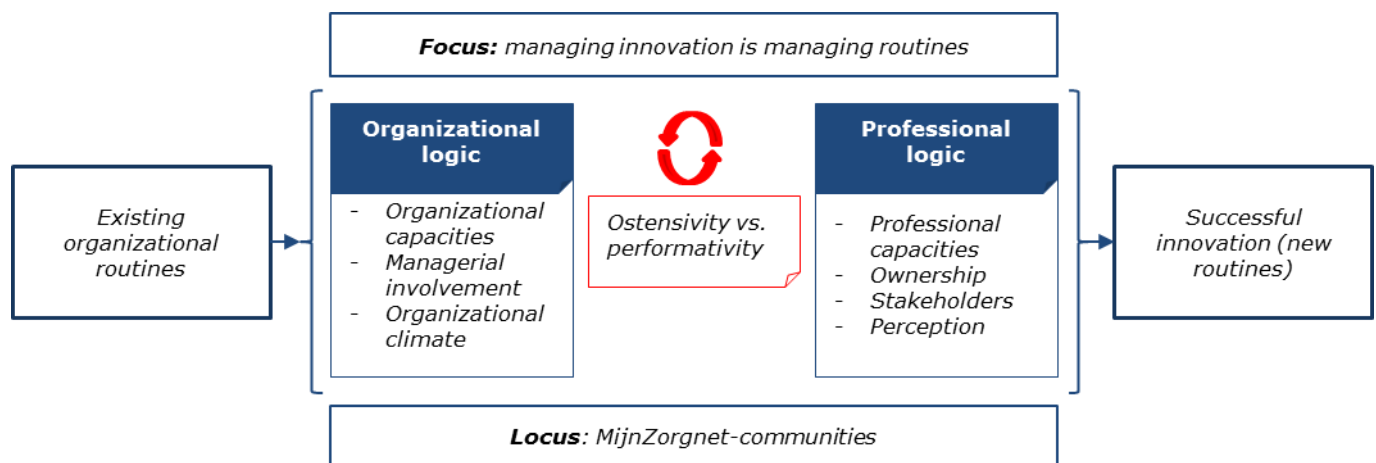 Focus: managing innovation is managing routines
Existing
organizational
routines
Organizational
logic
- Organizational
capacities
- Managerial
involvement
- Organizational
climate
Ostensivity vs.
performativity
Professional
logic
- Professional
capacities
- Ownership
- Stakeholders
- Perception
Successful
innovation (new
routines)
Locus: MijnZorgnet-communities